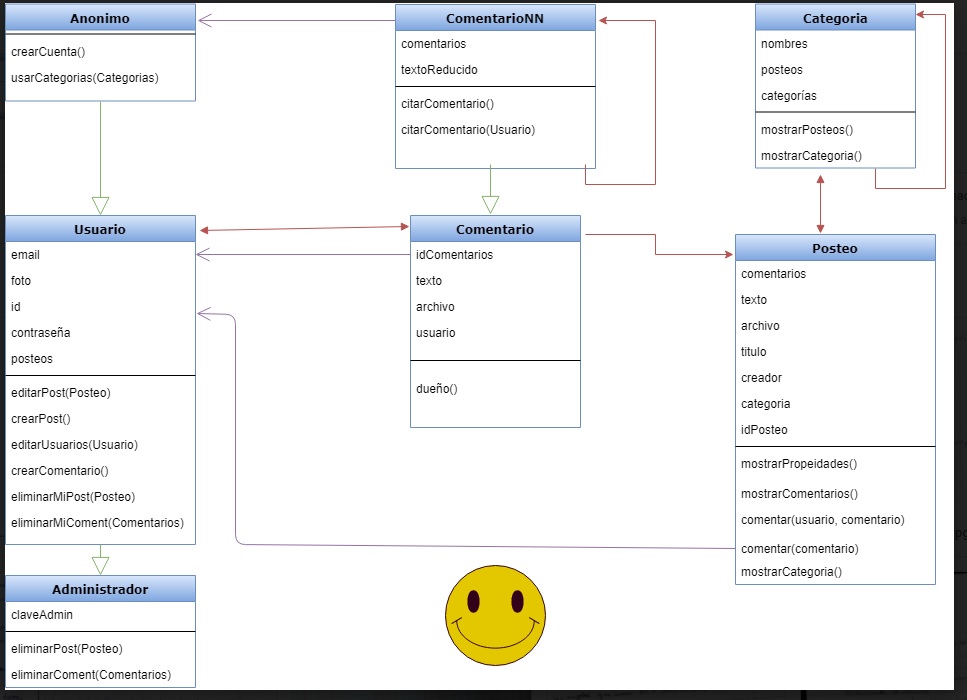 Anonimo
crearCuenta()
usarCategorias(Categorias)
ComentarioNN
comentarios
textoReducido
citarComentario()
citarComentario(Usuario)
Categoria
nombres
posteos
categorías
mostrarPosteos()
mostrarCategoria()
Usuario
email
foto
id
contraseña
posteos
editarPost(Posteo)
crearPost()
editarUsuarios(Usuario)
crearComentario()
eliminarMiPost(Posteo)
eliminarMiComent(Comentarios)
Comentario
idComentarios
texto
archivo
usuario
dueño()
Posteo
comentarios
texto
archivo
titulo
creador
categoria
idPosteo
mostrarPropeidades()
mostrarComentarios()
comentar(usuario, comentario)
comentar(comentario)
mostrarCategoria()
Administrador
claveAdmin
eliminarPost(Posteo)
eliminarComent(Comentarios)